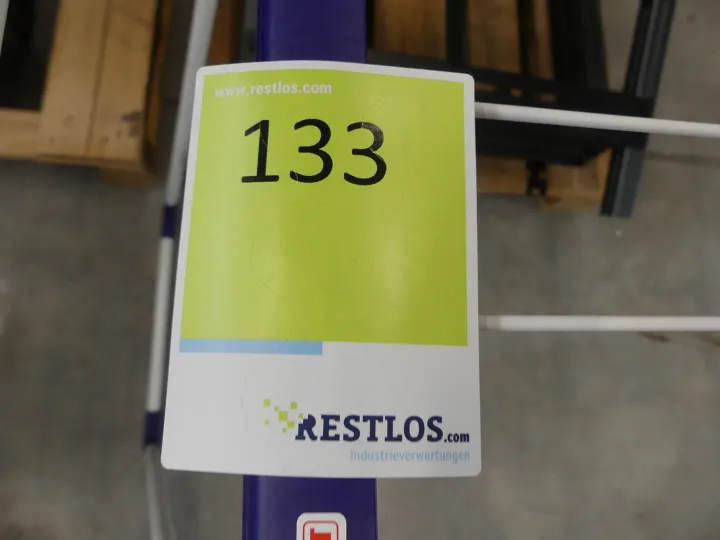 www.restlos.com
133
RESTLOS.com
Industrieverwertungen